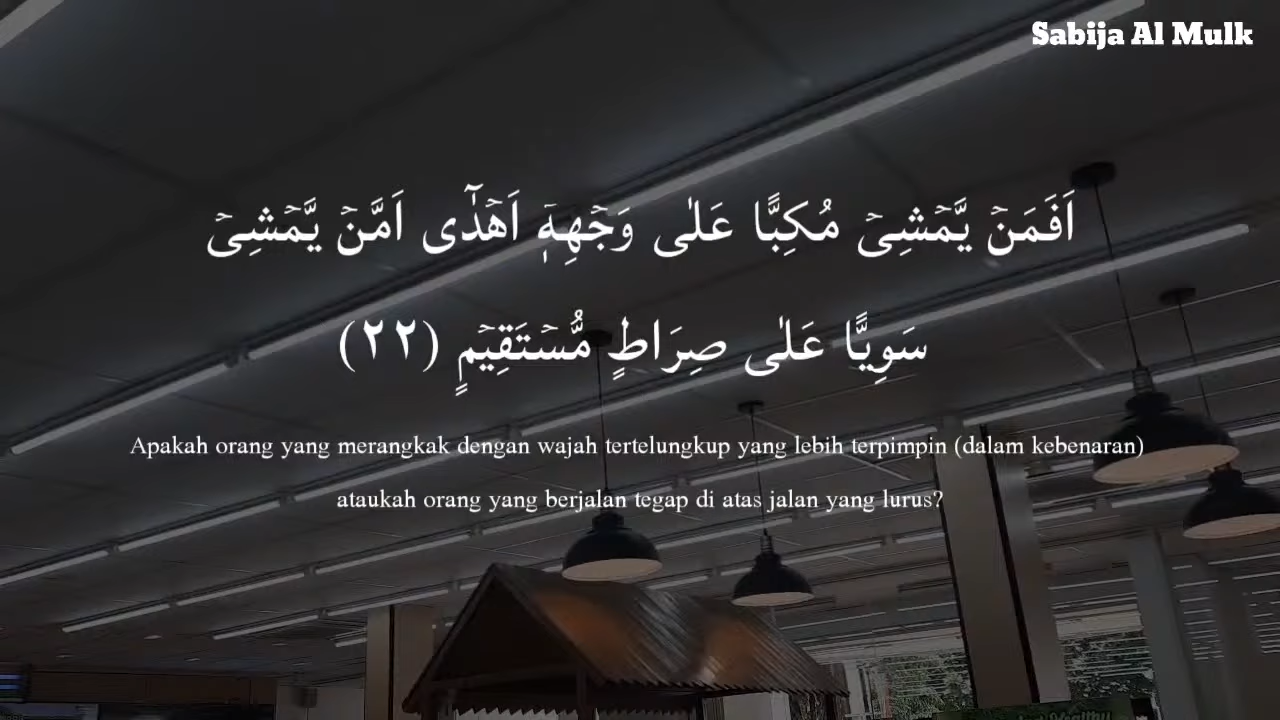 Sabija Al Mulk
اَفَمَنْ يَّمْشِيْ مُكِبًّا عَلٰى وَجْهِهٖٓ اَهْدٰٓى اَمَّنْ يَّمْشِيْ
سَوِيًّا عَلٰى صِرَاطٍ مُّسْتَقِيْمٍ (٢٢)
Apakah orang yang merangkak dengan wajah tertelungkup yang lebih terpimpin (dalam kebenaran)
ataukah orang yang berjalan tegap di atas jalan yang lurus?